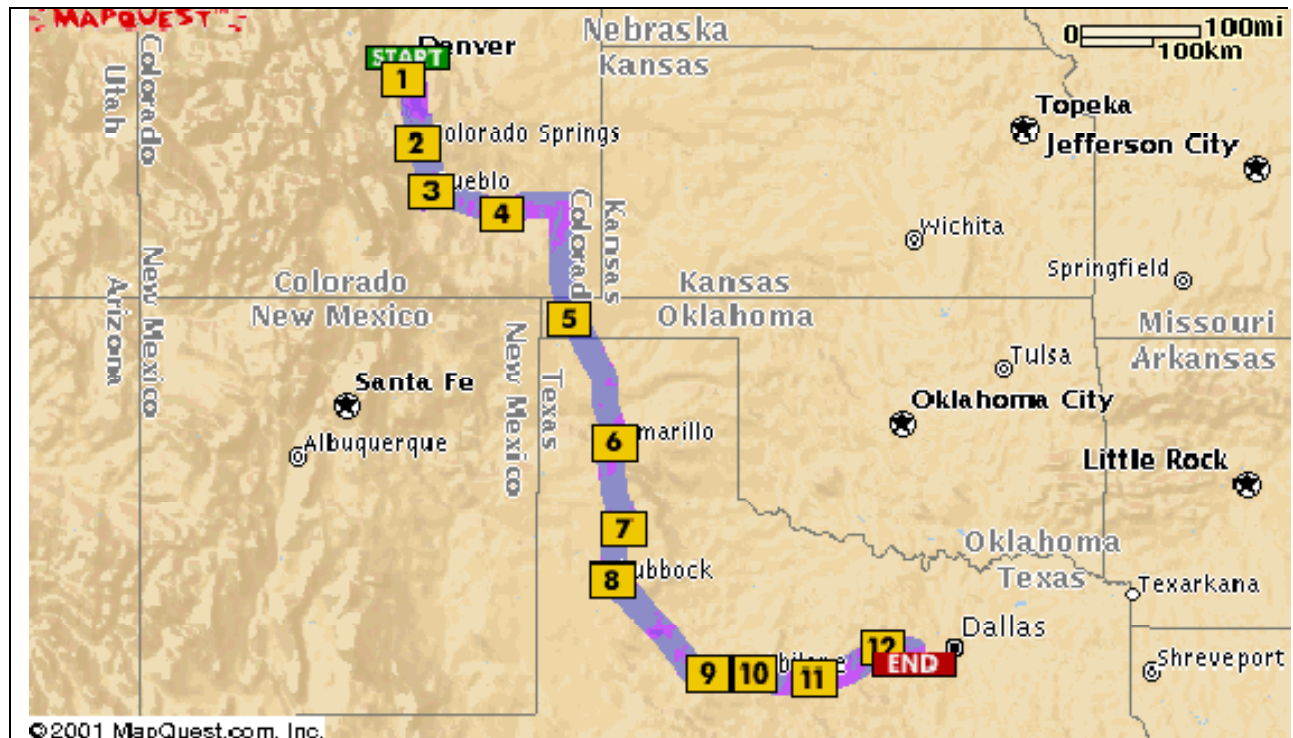 MAPQUEST
Nebraska
Kansas
0 100mi
100km
Colorado
Utah
START
Denver
1
Topeka
Jefferson City
2
olorado Springs
3
ueblo
4
Colorad
Kansas
Wichita
Springfield
Colorado
New Mexico
New Mexico
Arizona
5
Kansas
Oklahoma
Missouri
Arkansas
New Mexico
Texas
Tulsa
Santa Fe
Oklahoma City
Albuquerque
6
marillo
Little Rock
7
8
ubbock
Oklahoma
Texas
Texarkana
Dallas
12
END
9
10
bilene
11
Shreveport
©2001 MapQuest.com, Inc.